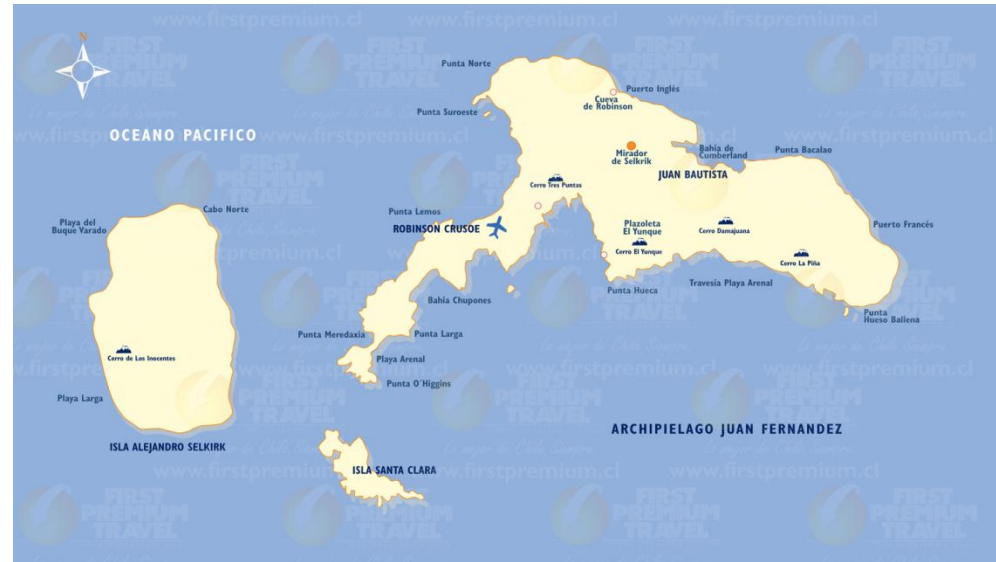 N
OCEANO PACIFICO
Punta Norte
Punta Suroeste
Puerto Inglés
Cueva
de Robinson
Mirador
de Selkrik
Bahía de
Cumberland
Punta Bacalao
JUAN BAUTISTA
Cerro Tres Puntas
Punta Lemos
ROBINSON CRUSOE
Plazoleta
El Yunque
Cerro El Yunque
Cerro Damajuana
Puerto Francés
Cerro La Piña
Travesía Playa Arenal
Punta Hueca
Punta
Hueso Ballena
Bahía Chupones
Punta Meredaxia
Punta Larga
Playa Arenal
Punta O´Higgins
Cabo Norte
Playa del
Buque Varado
Cerro de Los Inocentes
Playa Larga
ISLA ALEJANDRO SELKIRK
ISLA SANTA CLARA
ARCHIPIELAGO JUAN FERNANDEZ
www.firstpremium.cl
FIRST
PREMIUM
TRAVEL